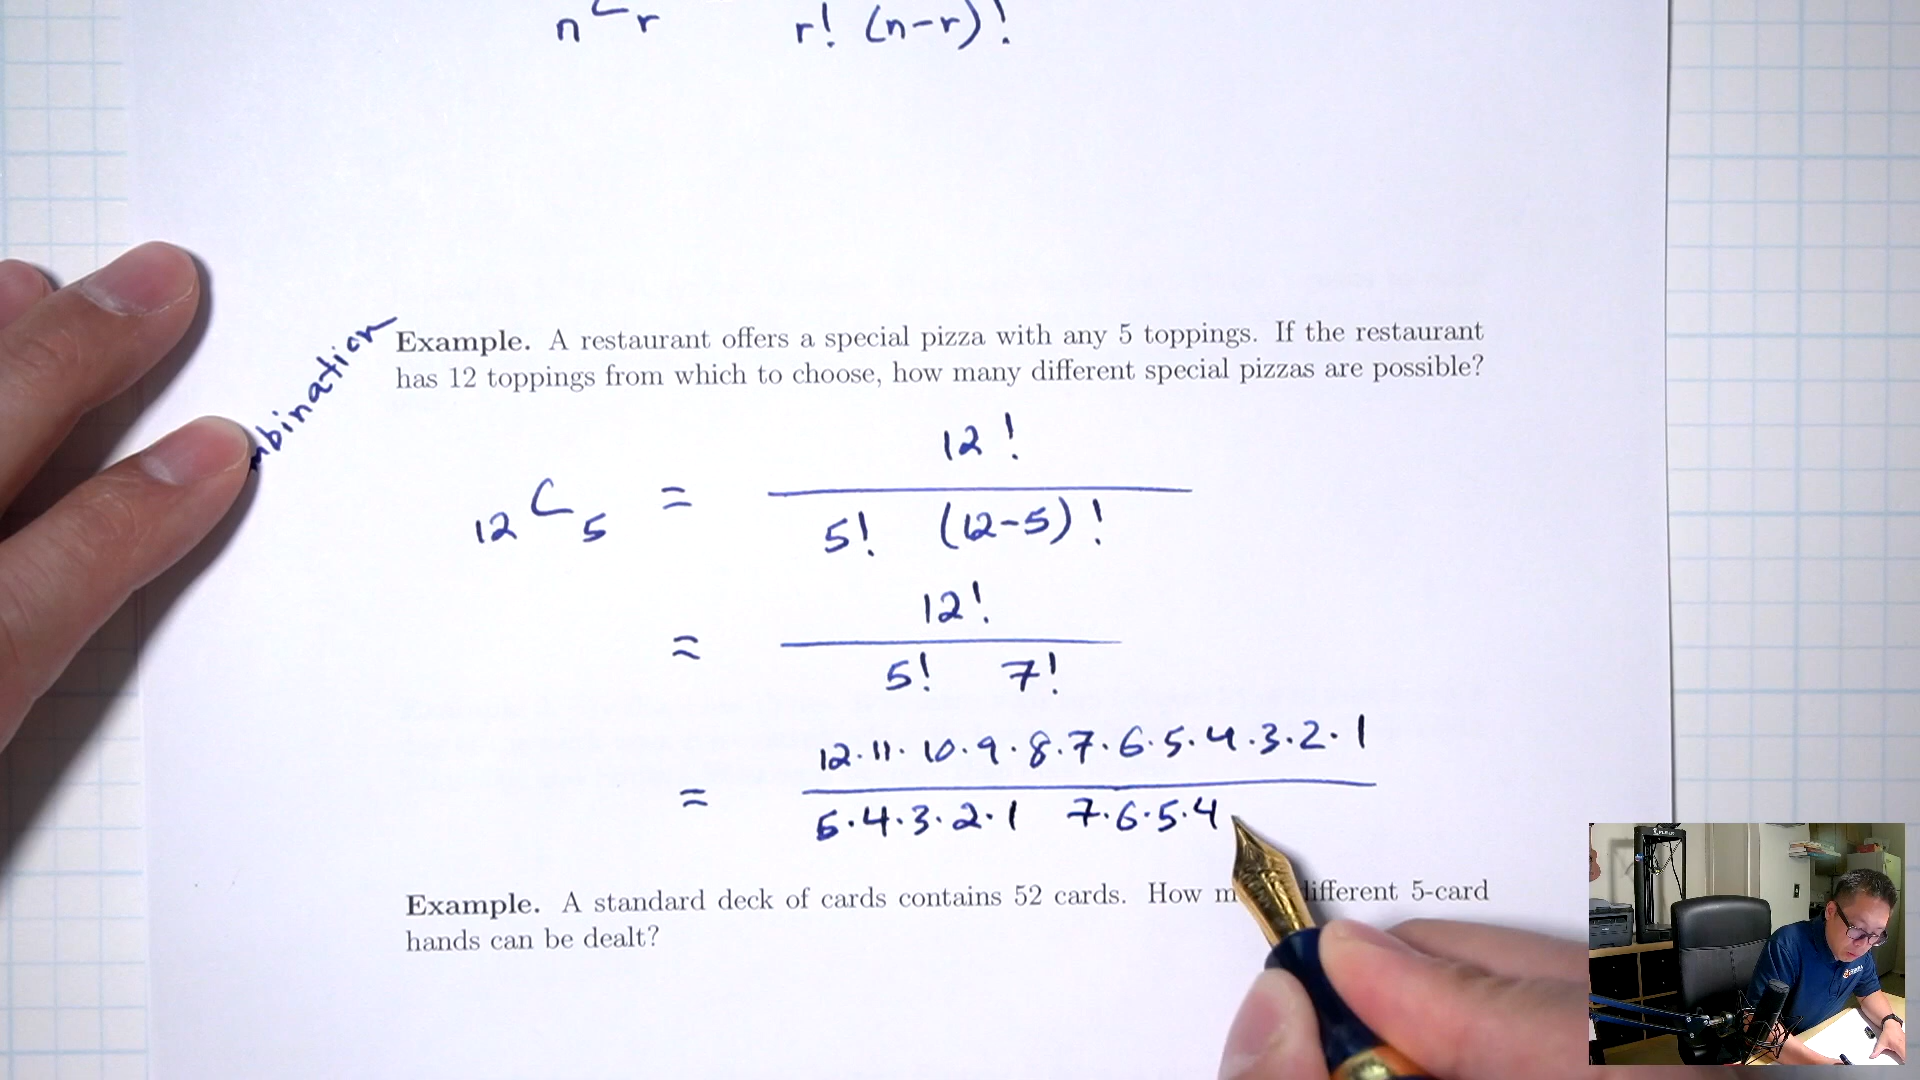 n C r r! (n-r)!
mbination
Example. A restaurant offers a special pizza with any 5 toppings. If the restaurant
has 12 toppings from which to choose, how many different special pizzas are possible?
12 C 5 = 12! / 5! (12-5)!
= 12! / 5! 7!
= 12·11·10·9·8·7·6·5·4·3·2·1 / 5·4·3·2·1 7·6·5·4
Example. A standard deck of cards contains 52 cards. How m ifferent 5-card
hands can be dealt?